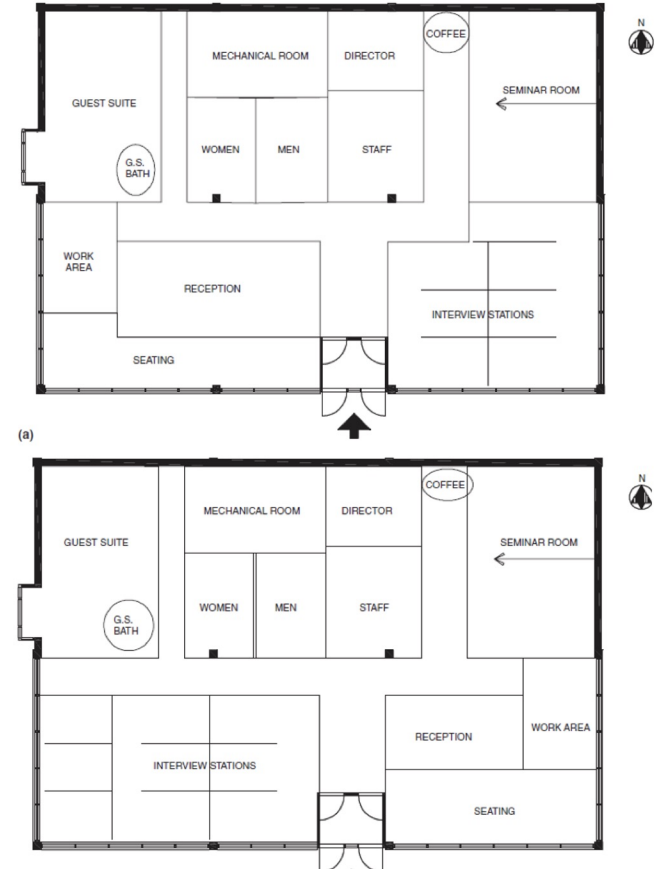 N
COFFEE
MECHANICAL ROOM
DIRECTOR
SEMINAR ROOM
GUEST SUITE
WOMEN
MEN
STAFF
G.S.
BATH
WORK
AREA
RECEPTION
INTERVIEW STATIONS
SEATING
(a)
N
COFFEE
MECHANICAL ROOM
DIRECTOR
GUEST SUITE
SEMINAR ROOM
WOMEN
MEN
STAFF
G.S.
BATH
WORK AREA
RECEPTION
INTERVIEW STATIONS
SEATING